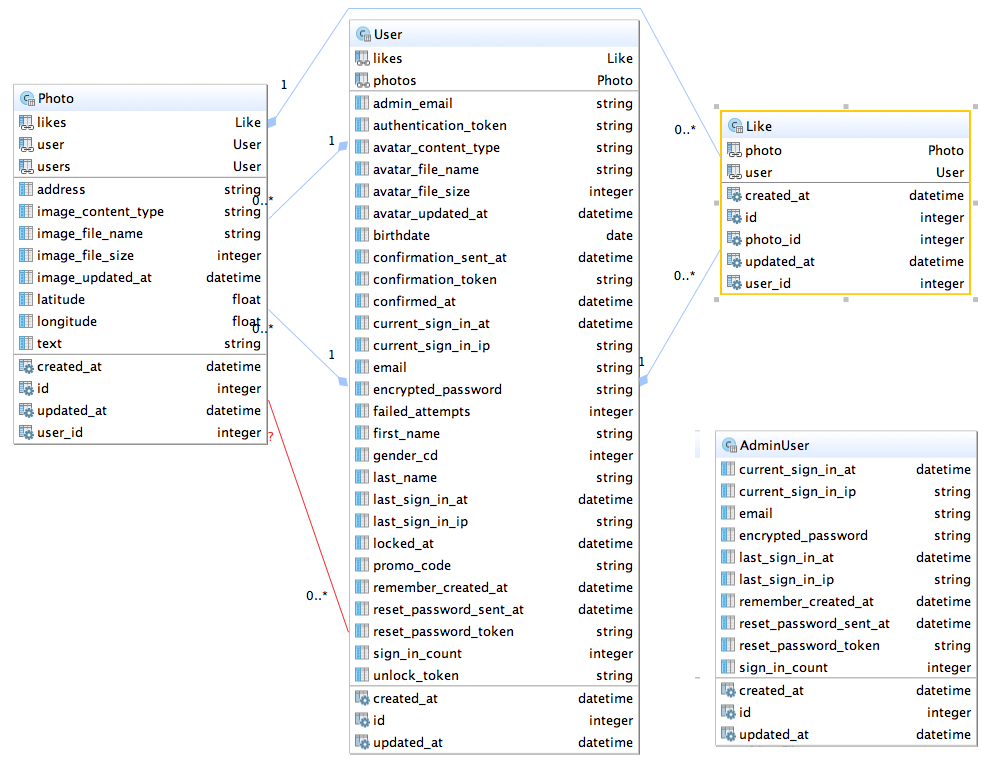 User
likes Like
photos Photo
admin_email string
authentication_token string
avatar_content_type string
avatar_file_name string
avatar_file_size integer
avatar_updated_at datetime
birthdate date
confirmation_sent_at datetime
confirmation_token string
confirmed_at datetime
current_sign_in_at datetime
current_sign_in_ip string
email string
encrypted_password string
failed_attempts integer
first_name string
gender_cd integer
last_name string
last_sign_in_at datetime
last_sign_in_ip string
locked_at datetime
promo_code string
remember_created_at datetime
reset_password_sent_at datetime
reset_password_token string
sign_in_count integer
unlock_token string
created_at datetime
id integer
updated_at datetime
Photo
likes Like
user User
users User
address string
image_content_type string
image_file_name string
image_file_size integer
image_updated_at datetime
latitude float
longitude float
text string
created_at datetime
id integer
updated_at datetime
user_id integer
1
1
0..*
0..*
1
?
0..*
0..*
0..*
1
Like
photo Photo
user User
created_at datetime
id integer
photo_id integer
updated_at datetime
user_id integer
AdminUser
current_sign_in_at datetime
current_sign_in_ip string
email string
encrypted_password string
last_sign_in_at datetime
last_sign_in_ip string
remember_created_at datetime
reset_password_sent_at datetime
reset_password_token string
sign_in_count integer
created_at datetime
id integer
updated_at datetime